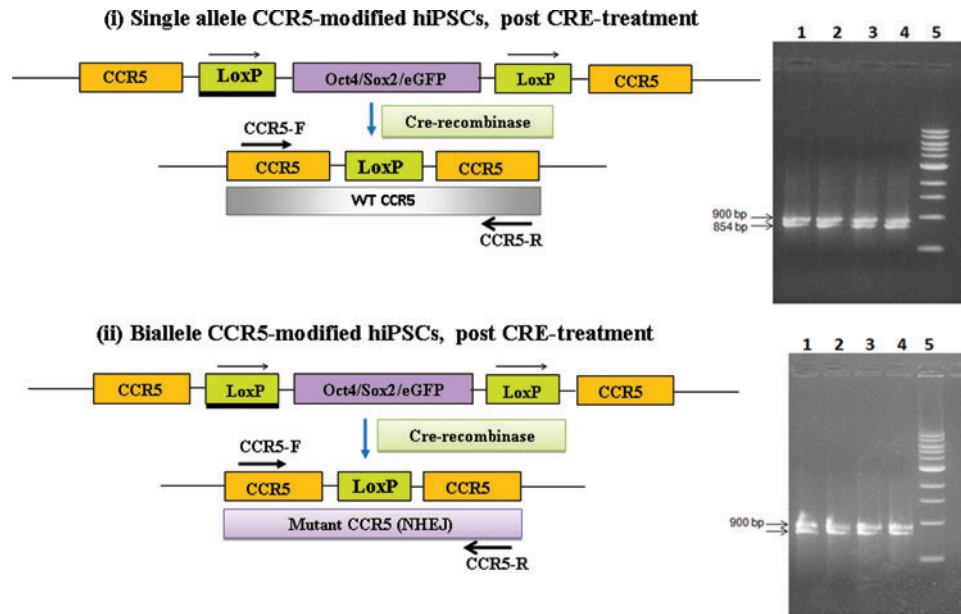 (i) Single allele CCR5-modified hiPSCs, post CRE-treatment
CCR5 LoxP Oct4/Sox2/eGFP LoxP CCR5
Cre-recombinase
CCR5-F
CCR5 LoxP CCR5
WT CCR5
CCR5-R
1 2 3 4 5
900 bp
854 bp
(ii) Biallele CCR5-modified hiPSCs, post CRE-treatment
CCR5 LoxP Oct4/Sox2/eGFP LoxP CCR5
Cre-recombinase
CCR5-F
CCR5 LoxP CCR5
Mutant CCR5 (NHEJ)
CCR5-R
1 2 3 4 5
900 bp